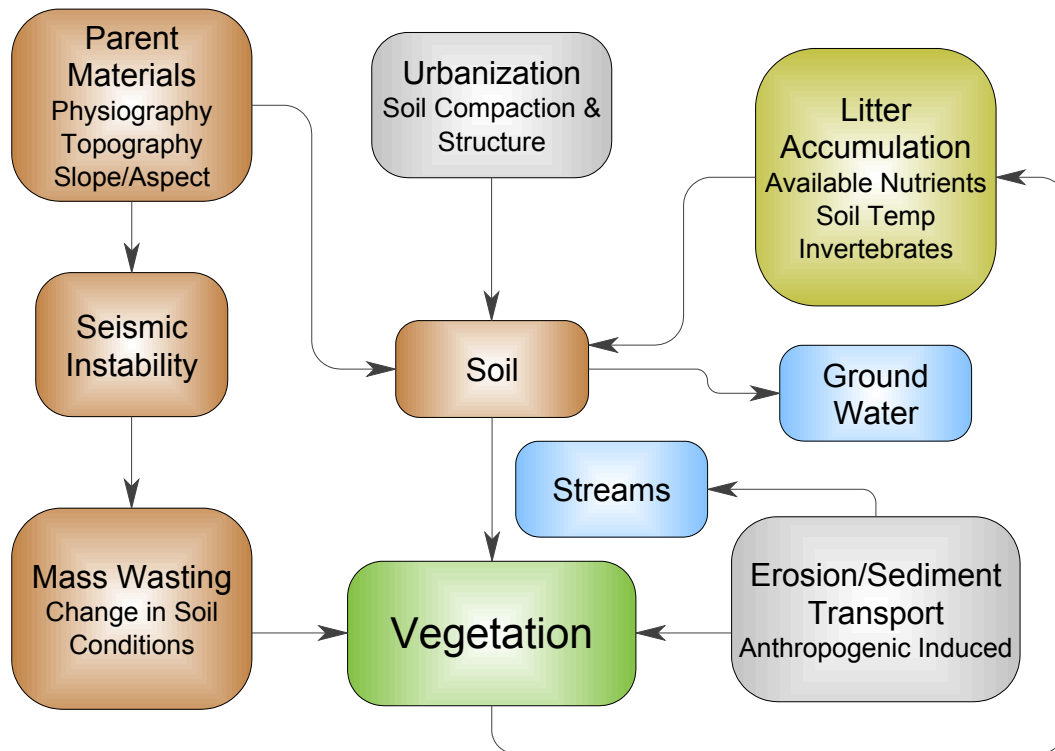 Parent
Materials
Physiography
Topography
Slope/Aspect
Urbanization
Soil Compaction &
Structure
Litter
Accumulation
Available Nutrients
Soil Temp
Invertebrates
Seismic
Instability
Soil
Ground
Water
Streams
Mass Wasting
Change in Soil
Conditions
Vegetation
Erosion/Sediment
Transport
Anthropogenic Induced